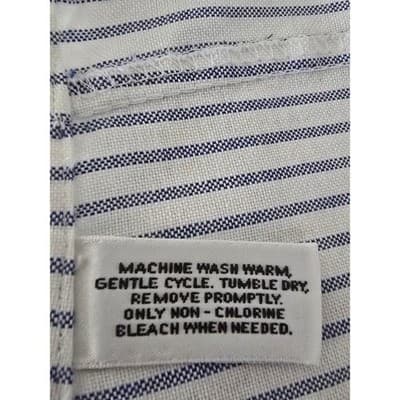 MACHINE WASH WARM,
GENTLE CYCLE. TUMBLE DRY,
REMOVE PROMPTLY.
ONLY NON - CHLORINE
BLEACH WHEN NEEDED.